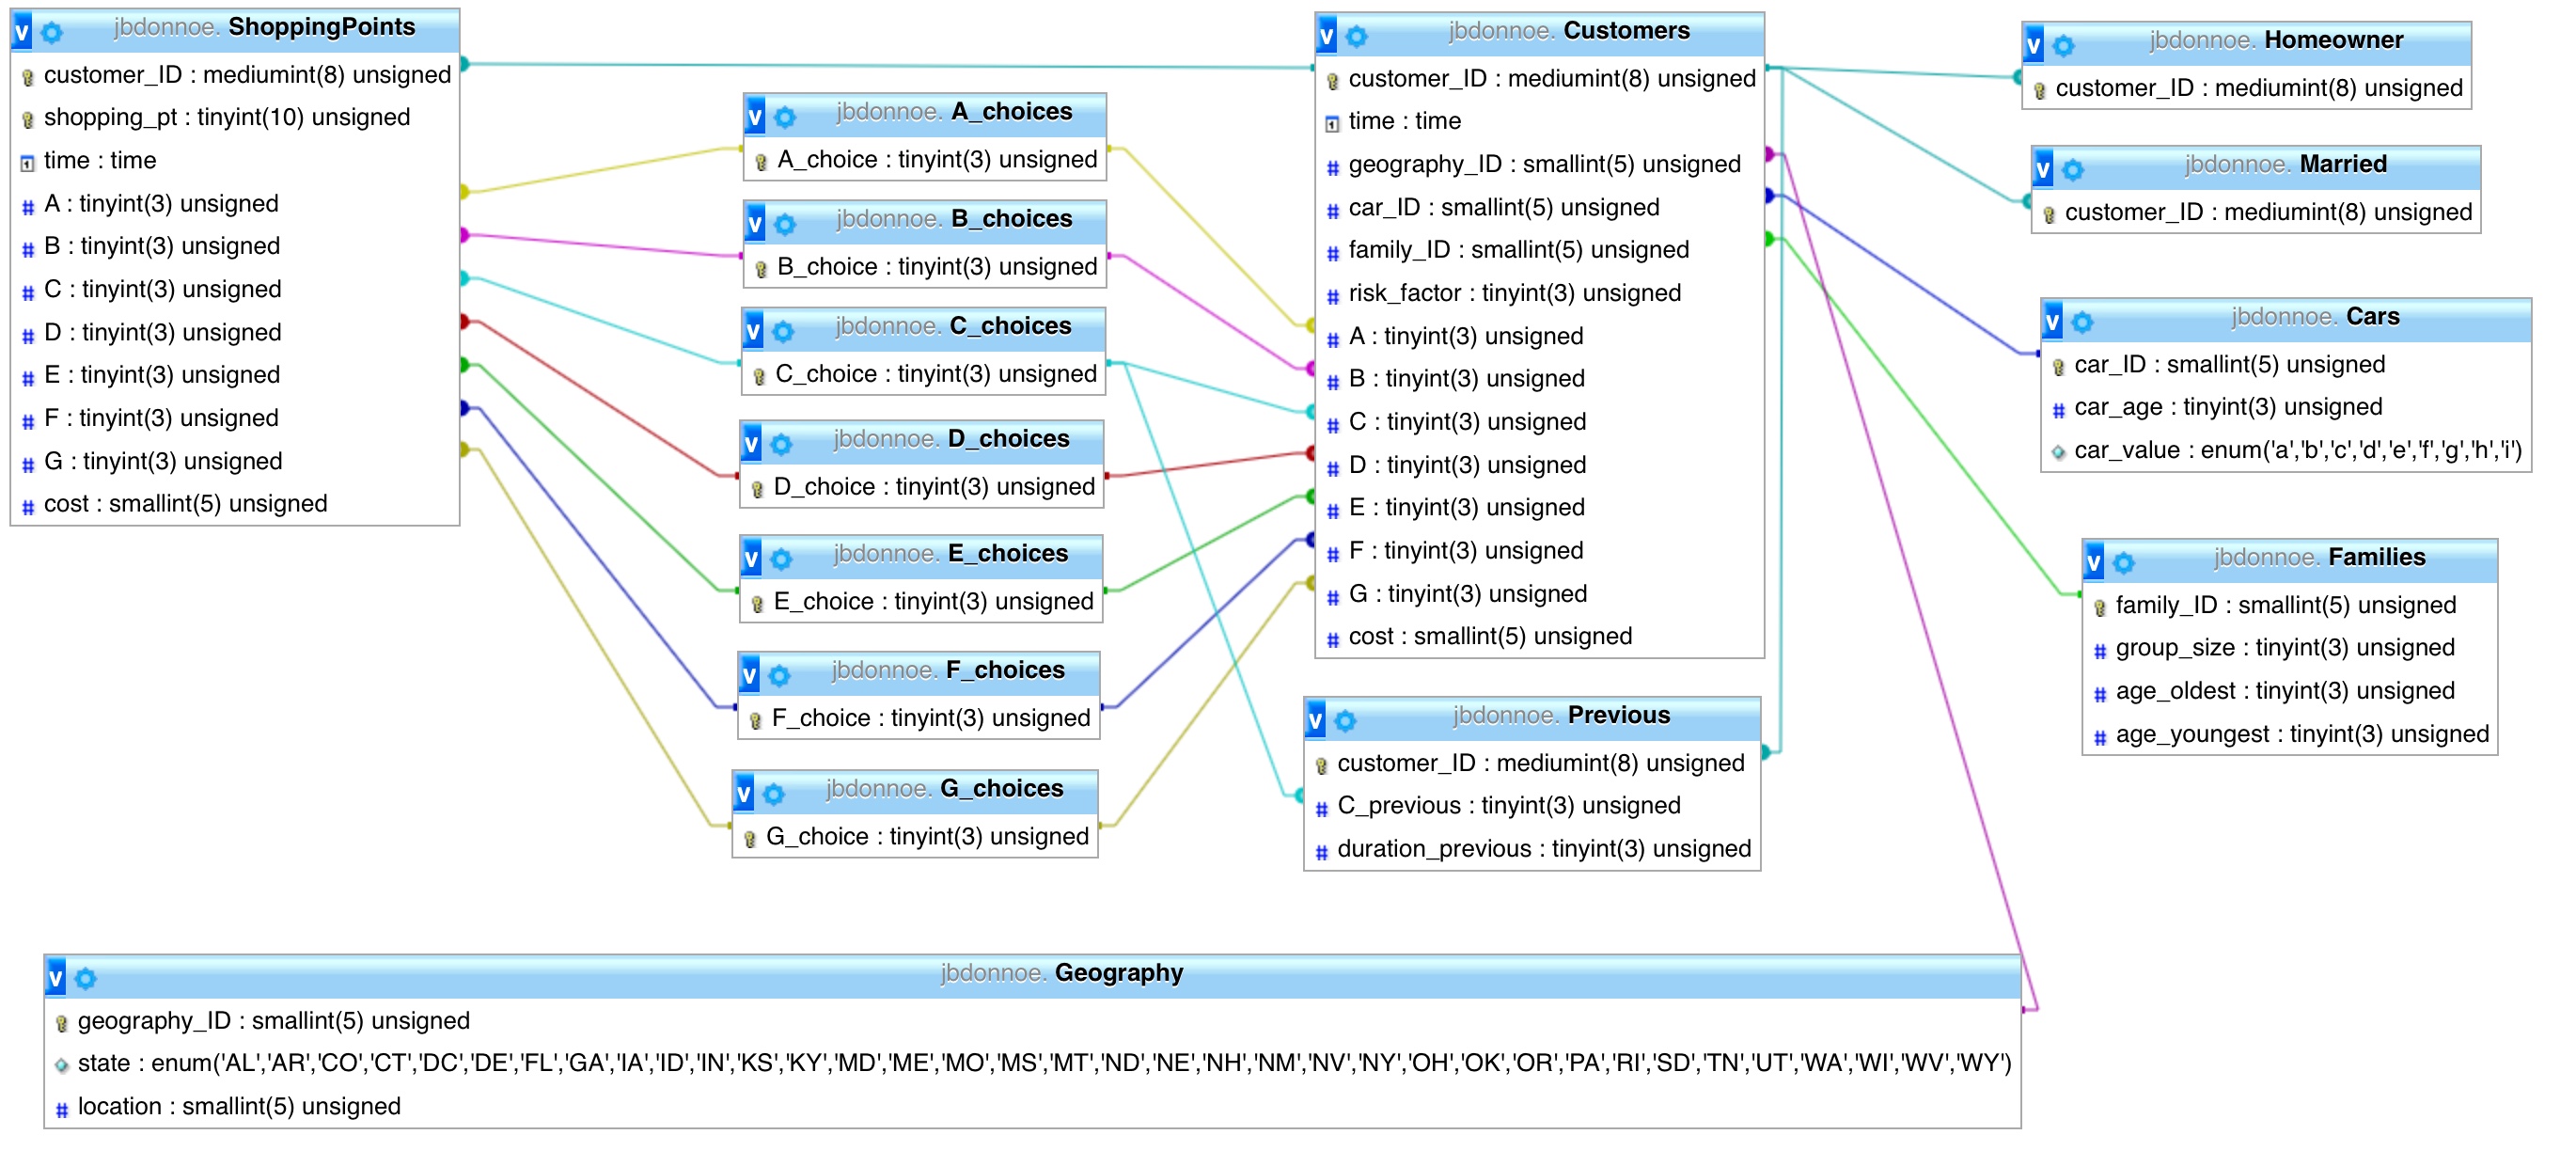 jbdonnoe. ShoppingPoints
customer_ID : mediumint(8) unsigned
shopping_pt : tinyint(10) unsigned
time : time
A : tinyint(3) unsigned
B : tinyint(3) unsigned
C : tinyint(3) unsigned
D : tinyint(3) unsigned
E : tinyint(3) unsigned
F : tinyint(3) unsigned
G : tinyint(3) unsigned
cost : smallint(5) unsigned
jbdonnoe. A_choices
A_choice : tinyint(3) unsigned
jbdonnoe. B_choices
B_choice : tinyint(3) unsigned
jbdonnoe. C_choices
C_choice : tinyint(3) unsigned
jbdonnoe. D_choices
D_choice : tinyint(3) unsigned
jbdonnoe. E_choices
E_choice : tinyint(3) unsigned
jbdonnoe. F_choices
F_choice : tinyint(3) unsigned
jbdonnoe. G_choices
G_choice : tinyint(3) unsigned
jbdonnoe. Customers
customer_ID : mediumint(8) unsigned
time : time
geography_ID : smallint(5) unsigned
car_ID : smallint(5) unsigned
family_ID : smallint(5) unsigned
risk_factor : tinyint(3) unsigned
A : tinyint(3) unsigned
B : tinyint(3) unsigned
C : tinyint(3) unsigned
D : tinyint(3) unsigned
E : tinyint(3) unsigned
F : tinyint(3) unsigned
G : tinyint(3) unsigned
cost : smallint(5) unsigned
jbdonnoe. Previous
customer_ID : mediumint(8) unsigned
C_previous : tinyint(3) unsigned
duration_previous : tinyint(3) unsigned
jbdonnoe. Homeowner
customer_ID : mediumint(8) unsigned
jbdonnoe. Married
customer_ID : mediumint(8) unsigned
jbdonnoe. Cars
car_ID : smallint(5) unsigned
car_age : tinyint(3) unsigned
car_value : enum('a','b','c','d','e','f','g','h','i')
jbdonnoe. Families
family_ID : smallint(5) unsigned
group_size : tinyint(3) unsigned
age_oldest : tinyint(3) unsigned
age_youngest : tinyint(3) unsigned
jbdonnoe. Geography
geography_ID : smallint(5) unsigned
state : enum('AL','AR','CO','CT','DC','DE','FL','GA','IA','ID','IN','KS','KY','MD','ME','MO','MS','MT','ND','NE','NH','NM','NV','NY','OH','OK','OR','PA','RI','SD','TN','UT','WA','WI','WV','WY')
location : smallint(5) unsigned